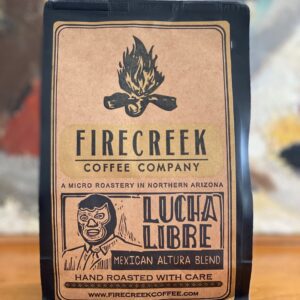 FIRECREEK
COFFEE COMPANY
A MICRO ROASTERY IN NORTHERN ARIZONA
LUCHA
LIBRE
MEXICAN ALTURA BLEND
HAND ROASTED WITH CARE
WWW.FIRECREEKCOFFEE.COM